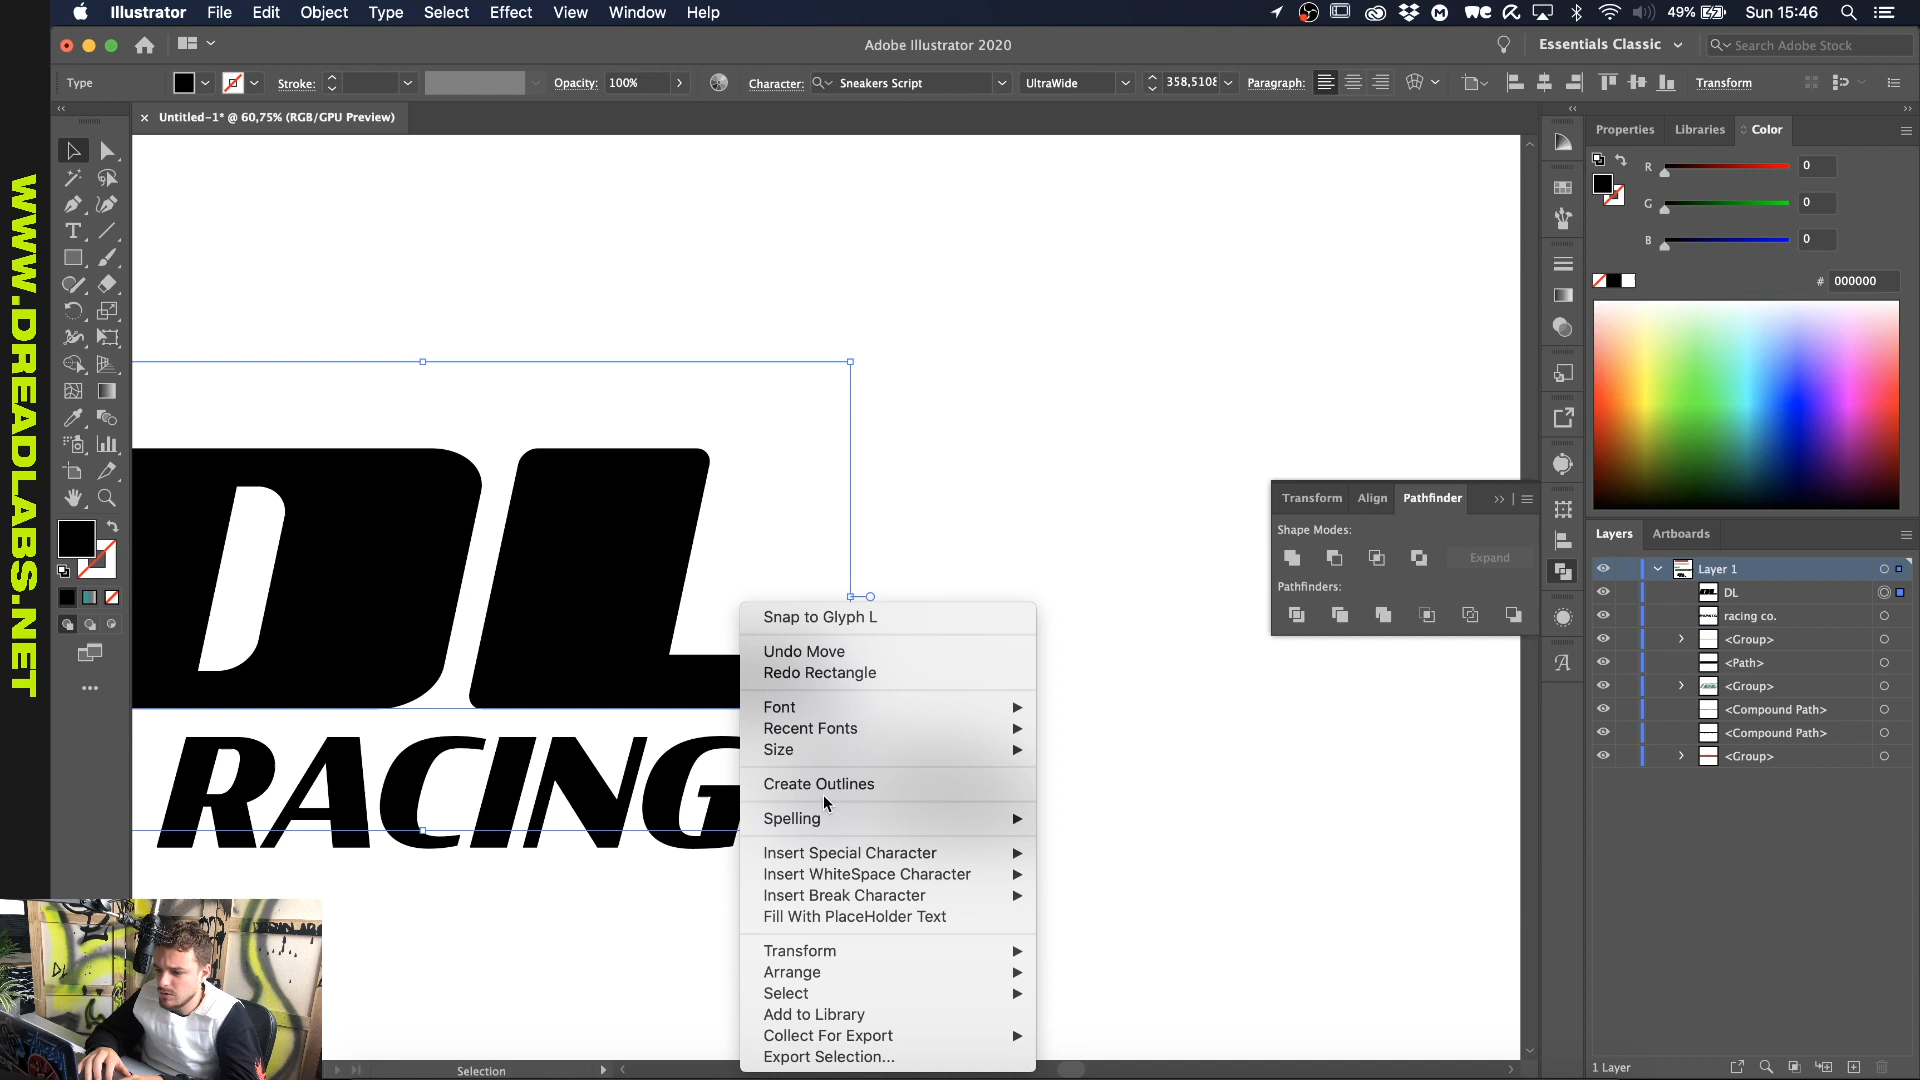 Illustrator File Edit Object Type Select Effect View Window Help
49% Sun 15:46
Adobe Illustrator 2020
Essentials Classic
Search Adobe Stock
Type
Stroke:
Opacity: 100%
Character: Sneakers Script
UltraWide
358,5108
Paragraph:
Transform
× Untitled-1* @ 60,75% (RGB/GPU Preview)
Properties Libraries Color
R 0
G 0
B 0
# 000000
WWW.DREADLABS.NET
DL
RACING
Snap to Glyph L
Undo Move
Redo Rectangle
Font
Recent Fonts
Size
Create Outlines
Spelling
Insert Special Character
Insert WhiteSpace Character
Insert Break Character
Fill With PlaceHolder Text
Transform
Arrange
Select
Add to Library
Collect For Export
Export Selection...
Transform Align Pathfinder
Shape Modes:
Expand
Pathfinders:
Layers Artboards
Layer 1
DL
racing co.
<Group>
<Path>
<Group>
<Compound Path>
<Compound Path>
<Group>
1 Layer
Selection